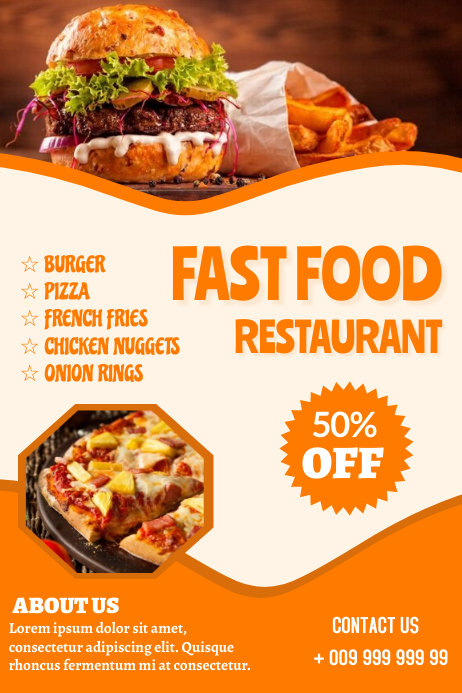 FAST FOOD
RESTAURANT
☆ BURGER
☆ PIZZA
☆ FRENCH FRIES
☆ CHICKEN NUGGETS
☆ ONION RINGS
50%
OFF
ABOUT US
Lorem ipsum dolor sit amet,
consectetur adipiscing elit. Quisque
rhoncus fermentum mi at consectetur.
CONTACT US
+ 009 999 999 99